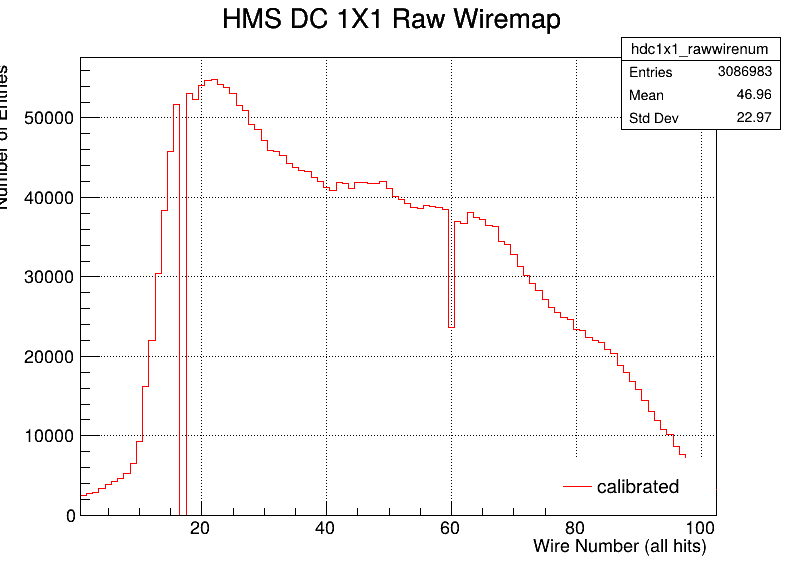 HMS DC 1X1 Raw Wiremap
hdc1x1_rawwirenum
Entries 3086983
Mean 46.96
Std Dev 22.97
Number of Entries
50000
40000
30000
20000
10000
0
calibrated
20 40 60 80 100
Wire Number (all hits)